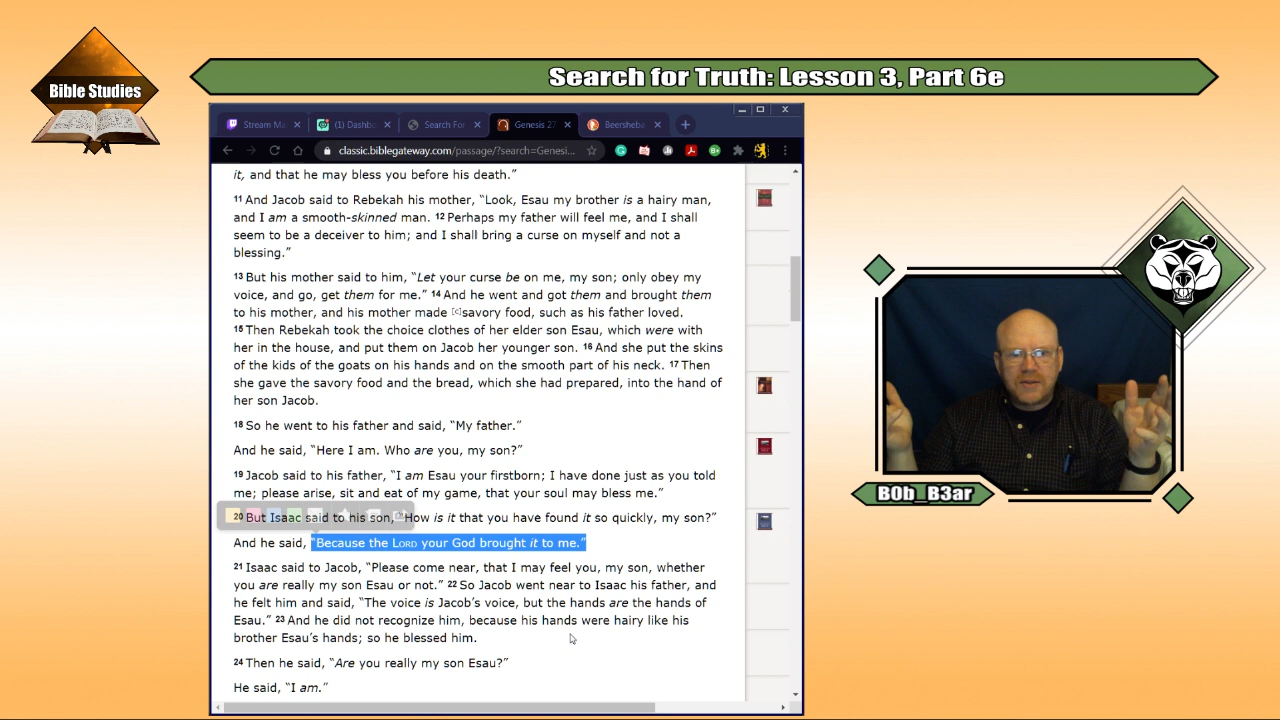 Bible Studies
Search for Truth: Lesson 3, Part 6e
Stream Ma
(1) Dashbo
Search For
Genesis 27
Beersheba
classic.biblegateway.com/passage/?search=Genesi...
it, and that he may bless you before his death.”
11 And Jacob said to Rebekah his mother, “Look, Esau my brother is a hairy man,
and I am a smooth-skinned man. 12 Perhaps my father will feel me, and I shall
seem to be a deceiver to him; and I shall bring a curse on myself and not a
blessing.”
13 But his mother said to him, “Let your curse be on me, my son; only obey my
voice, and go, get them for me.” 14 And he went and got them and brought them
to his mother, and his mother made [c]savory food, such as his father loved.
15 Then Rebekah took the choice clothes of her elder son Esau, which were with
her in the house, and put them on Jacob her younger son. 16 And she put the skins
of the kids of the goats on his hands and on the smooth part of his neck. 17 Then
she gave the savory food and the bread, which she had prepared, into the hand of
her son Jacob.
18 So he went to his father and said, “My father.”
And he said, “Here I am. Who are you, my son?”
19 Jacob said to his father, “I am Esau your firstborn; I have done just as you told
me; please arise, sit and eat of my game, that your soul may bless me.”
20 But Isaac said to his son, “How is it that you have found it so quickly, my son?”
And he said, “Because the LORD your God brought it to me.”
21 Isaac said to Jacob, “Please come near, that I may feel you, my son, whether
you are really my son Esau or not.” 22 So Jacob went near to Isaac his father, and
he felt him and said, “The voice is Jacob’s voice, but the hands are the hands of
Esau.” 23 And he did not recognize him, because his hands were hairy like his
brother Esau’s hands; so he blessed him.
24 Then he said, “Are you really my son Esau?”
He said, “I am.”
B0b_B3ar